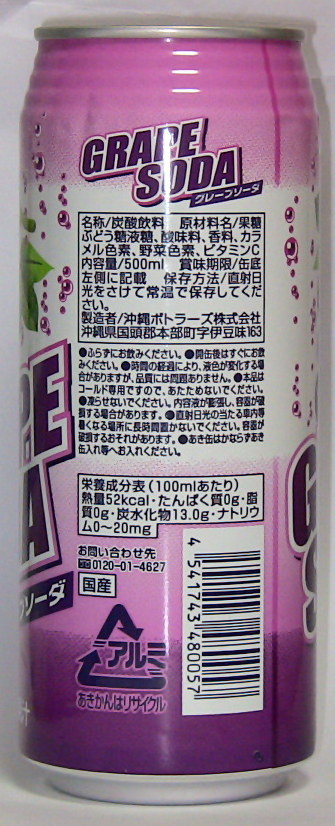 GRAPE
SODA
グレープソーダ
名称/炭酸飲料 原材料名/果糖
ぶどう糖液糖、酸味料、香料、カラ
メル色素、野菜色素、ビタミンC
内容量/500ml 賞味期限/缶底
左側に記載 保存方法/直射日
光をさけて常温で保存してくだ
さい。
製造者/沖縄ボトラーズ株式会社
沖縄県国頭郡本部町字伊豆味163
●ふらずにお飲みください。●開缶後はすぐにお飲
みください。●時間の経過により、液色が変化する場
合がありますが、品質には問題ありません。●本品は
コールド専用ですので、あたためないでください。
●凍らせないでください。内容液が膨張し、容器が破
損する場合があります。●直射日光の当たる車内等
暑くなる場所に長時間置かないでください。容器が
破損するおそれがあります。●あき缶はかならずあき
缶入れ等へお入れください。
栄養成分表（100mlあたり）
熱量52kcal・たんぱく質0g・脂
質0g・炭水化物13.0g・ナトリウ
ム0～20mg
お問い合わせ先
0120-01-4627
国産
アルミ
あきかんはリサイクル
4541743480057